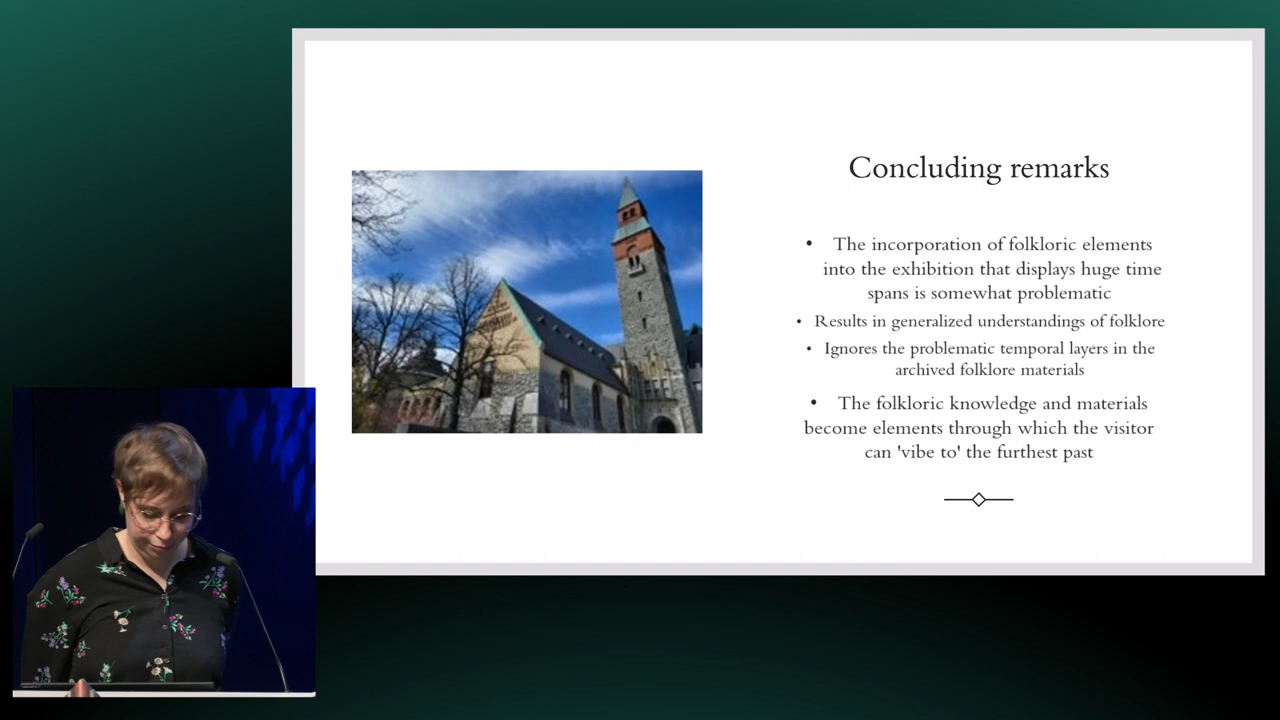 Concluding remarks
• The incorporation of folkloric elements
into the exhibition that displays huge time
spans is somewhat problematic
• Results in generalized understandings of folklore
• Ignores the problematic temporal layers in the
archived folklore materials
• The folkloric knowledge and materials
become elements through which the visitor
can 'vibe to' the furthest past